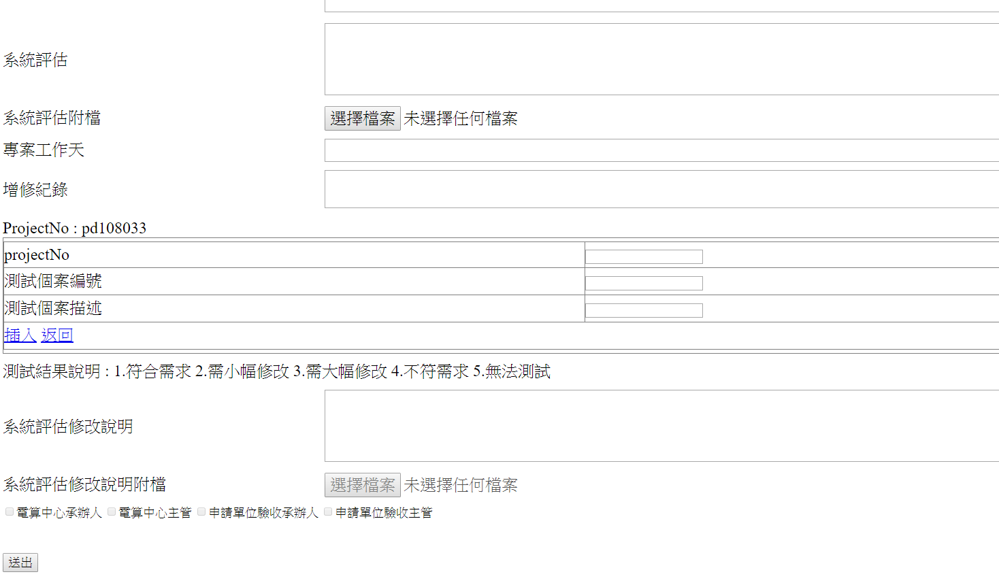 系統評估
系統評估附檔 選擇檔案 未選擇任何檔案
專案工作天
增修紀錄
ProjectNo : pd108033
projectNo
測試個案編號
測試個案描述
插入 返回
測試結果說明 : 1.符合需求 2.需小幅修改 3.需大幅修改 4.不符需求 5.無法測試
系統評估修改說明
系統評估修改說明附檔 選擇檔案 未選擇任何檔案
電算中心承辦人 電算中心主管 申請單位驗收承辦人 申請單位驗收主管
送出